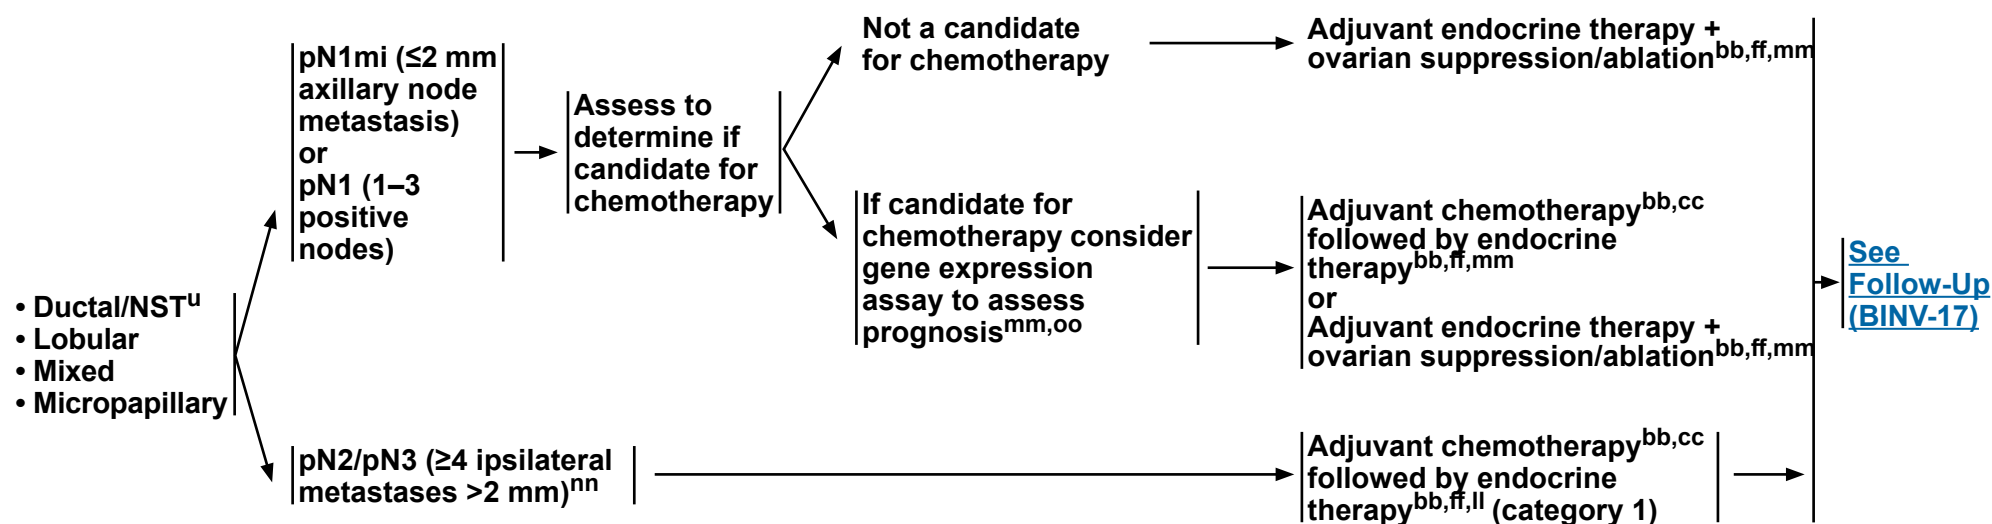 • Ductal/NSTu
• Lobular
• Mixed
• Micropapillary
pN1mi (≤2 mm
axillary node
metastasis)
or
pN1 (1–3
positive
nodes)
Assess to
determine if
candidate for
chemotherapy
Not a candidate
for chemotherapy
Adjuvant endocrine therapy +
ovarian suppression/ablationbb,ff,mm
If candidate for
chemotherapy consider
gene expression
assay to assess
prognosismm,oo
Adjuvant chemotherapybb,cc
followed by endocrine
therapybb,ff,mm
or
Adjuvant endocrine therapy +
ovarian suppression/ablationbb,ff,mm
pN2/pN3 (≥4 ipsilateral
metastases >2 mm)nn
Adjuvant chemotherapybb,cc
followed by endocrine
therapybb,ff,ll (category 1)
See
Follow-Up
(BINV-17)